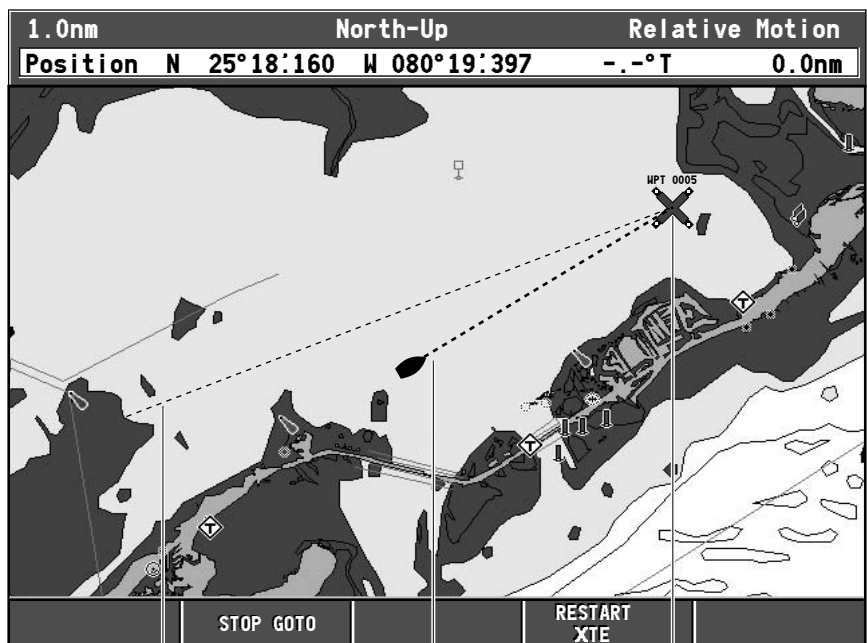 1.0nm North-Up Relative Motion
Position N 25°18.'160 W 080°19.'397 -.-°T 0.0nm
WPT 0005
T
T
T
STOP GOTO
RESTART
XTE